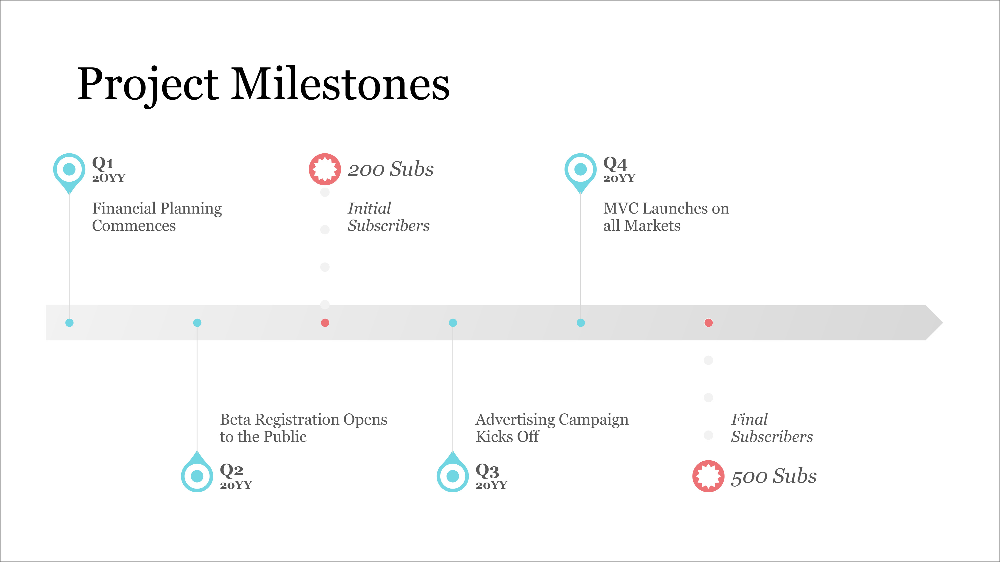 Project Milestones
Q1
2OYY
Financial Planning
Commences
200 Subs
Initial
Subscribers
Q4
20YY
MVC Launches on
all Markets
Beta Registration Opens
to the Public
Q2
20YY
Advertising Campaign
Kicks Off
Q3
20YY
Final
Subscribers
500 Subs